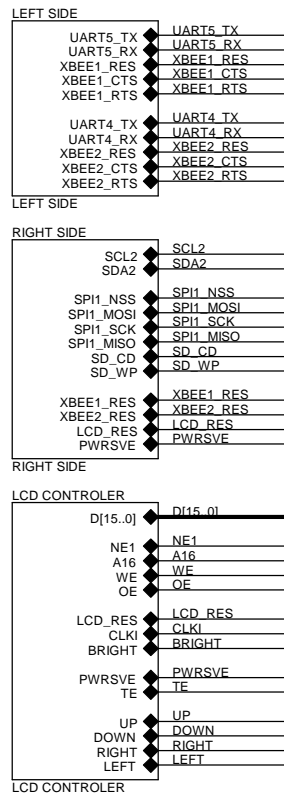 LEFT SIDE
UART5_TX UART5_TX
UART5_RX UART5_RX
XBEE1_RES XBEE1_RES
XBEE1_CTS XBEE1_CTS
XBEE1_RTS XBEE1_RTS
UART4_TX UART4_TX
UART4_RX UART4_RX
XBEE2_RES XBEE2_RES
XBEE2_CTS XBEE2_CTS
XBEE2_RTS XBEE2_RTS
LEFT SIDE
RIGHT SIDE
SCL2 SCL2
SDA2 SDA2
SPI1_NSS SPI1_NSS
SPI1_MOSI SPI1_MOSI
SPI1_SCK SPI1_SCK
SPI1_MISO SPI1_MISO
SD_CD SD_CD
SD_WP SD_WP
XBEE1_RES XBEE1_RES
XBEE2_RES XBEE2_RES
LCD_RES LCD_RES
PWRSVE PWRSVE
RIGHT SIDE
LCD CONTROLER
D[15..0] D[15..0]
NE1 NE1
A16 A16
WE WE
OE OE
LCD_RES LCD_RES
CLKI CLKI
BRIGHT BRIGHT
PWRSVE PWRSVE
TE TE
UP UP
DOWN DOWN
RIGHT RIGHT
LEFT LEFT
LCD CONTROLER